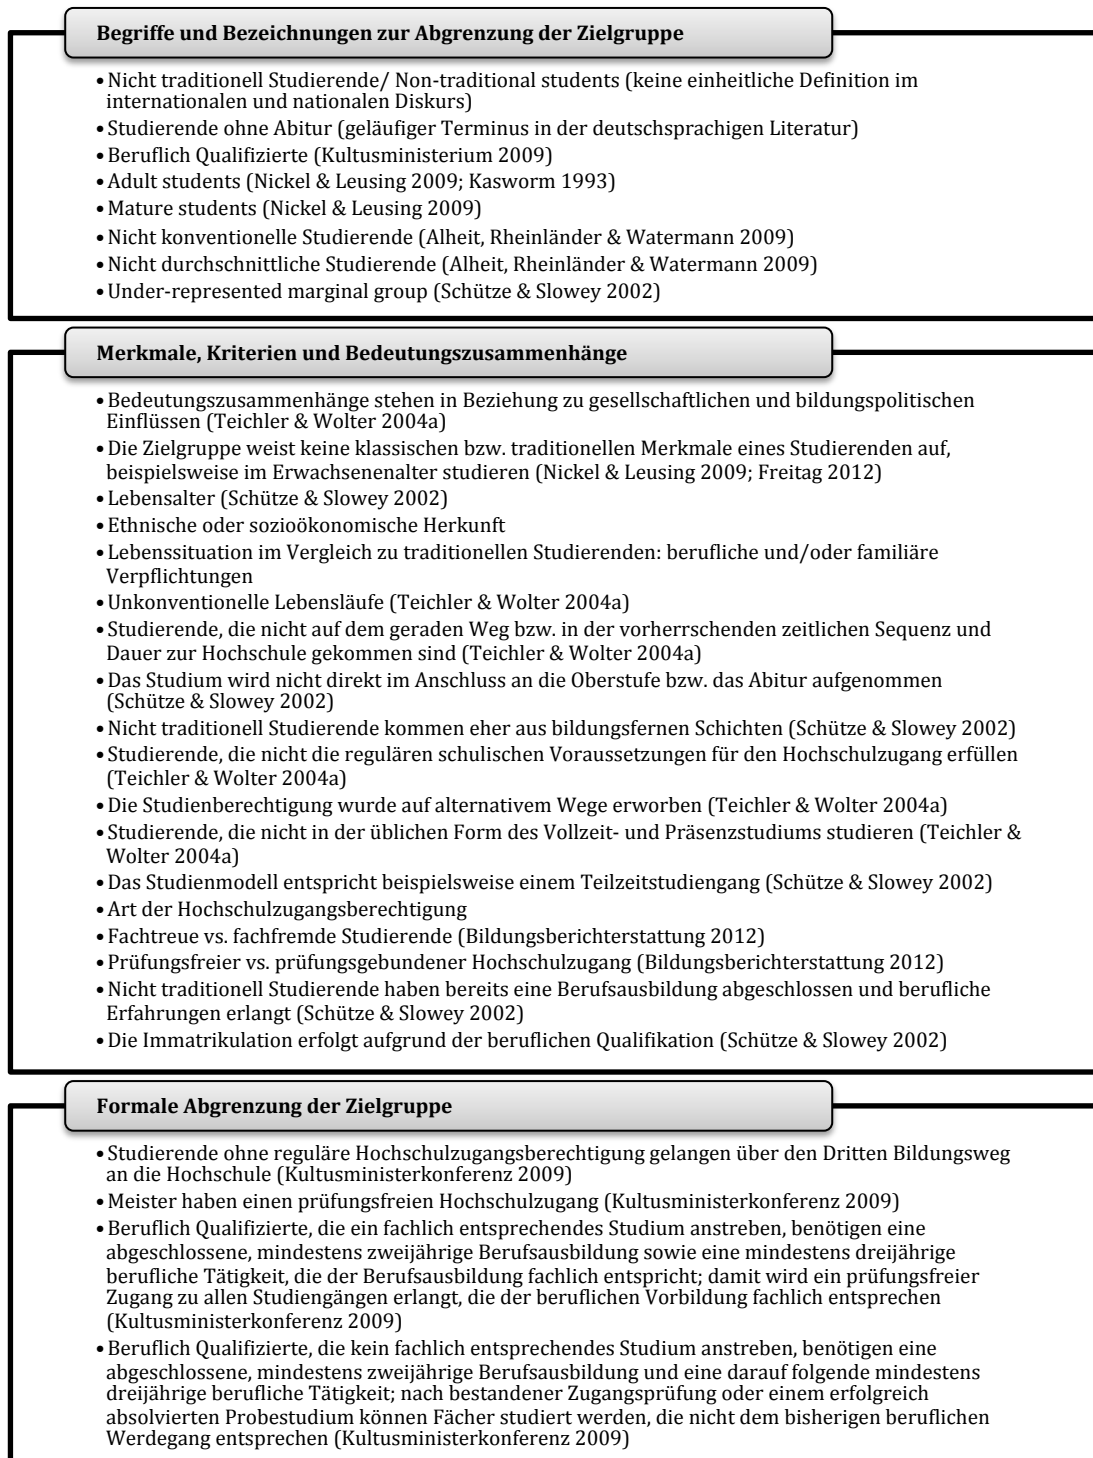 Begriffe und Bezeichnungen zur Abgrenzung der Zielgruppe
• Nicht traditionell Studierende/ Non-traditional students (keine einheitliche Definition im
internationalen und nationalen Diskurs)
• Studierende ohne Abitur (geläufiger Terminus in der deutschsprachigen Literatur)
• Beruflich Qualifizierte (Kultusministerium 2009)
• Adult students (Nickel & Leusing 2009; Kasworm 1993)
• Mature students (Nickel & Leusing 2009)
• Nicht konventionelle Studierende (Alheit, Rheinländer & Watermann 2009)
• Nicht durchschnittliche Studierende (Alheit, Rheinländer & Watermann 2009)
• Under-represented marginal group (Schütze & Slowey 2002)
Merkmale, Kriterien und Bedeutungszusammenhänge
• Bedeutungszusammenhänge stehen in Beziehung zu gesellschaftlichen und bildungspolitischen
Einflüssen (Teichler & Wolter 2004a)
• Die Zielgruppe weist keine klassischen bzw. traditionellen Merkmale eines Studierenden auf,
beispielsweise im Erwachsenenalter studieren (Nickel & Leusing 2009; Freitag 2012)
• Lebensalter (Schütze & Slowey 2002)
• Ethnische oder sozioökonomische Herkunft
• Lebenssituation im Vergleich zu traditionellen Studierenden: berufliche und/oder familiäre
Verpflichtungen
• Unkonventionelle Lebensläufe (Teichler & Wolter 2004a)
• Studierende, die nicht auf dem geraden Weg bzw. in der vorherrschenden zeitlichen Sequenz und
Dauer zur Hochschule gekommen sind (Teichler & Wolter 2004a)
• Das Studium wird nicht direkt im Anschluss an die Oberstufe bzw. das Abitur aufgenommen
(Schütze & Slowey 2002)
• Nicht traditionell Studierende kommen eher aus bildungsfernen Schichten (Schütze & Slowey 2002)
• Studierende, die nicht die regulären schulischen Voraussetzungen für den Hochschulzugang erfüllen
(Teichler & Wolter 2004a)
• Die Studienberechtigung wurde auf alternativem Wege erworben (Teichler & Wolter 2004a)
• Studierende, die nicht in der üblichen Form des Vollzeit- und Präsenzstudiums studieren (Teichler &
Wolter 2004a)
• Das Studienmodell entspricht beispielsweise einem Teilzeitstudiengang (Schütze & Slowey 2002)
• Art der Hochschulzugangsberechtigung
• Fachtreue vs. fachfremde Studierende (Bildungsberichterstattung 2012)
• Prüfungsfreier vs. prüfungsgebundener Hochschulzugang (Bildungsberichterstattung 2012)
• Nicht traditionell Studierende haben bereits eine Berufsausbildung abgeschlossen und berufliche
Erfahrungen erlangt (Schütze & Slowey 2002)
• Die Immatrikulation erfolgt aufgrund der beruflichen Qualifikation (Schütze & Slowey 2002)
Formale Abgrenzung der Zielgruppe
• Studierende ohne reguläre Hochschulzugangsberechtigung gelangen über den Dritten Bildungsweg
an die Hochschule (Kultusministerkonferenz 2009)
• Meister haben einen prüfungsfreien Hochschulzugang (Kultusministerkonferenz 2009)
• Beruflich Qualifizierte, die ein fachlich entsprechendes Studium anstreben, benötigen eine
abgeschlossene, mindestens zweijährige Berufsausbildung sowie eine mindestens dreijährige
berufliche Tätigkeit, die der Berufsausbildung fachlich entspricht; damit wird ein prüfungsfreier
Zugang zu allen Studiengängen erlangt, die der beruflichen Vorbildung fachlich entsprechen
(Kultusministerkonferenz 2009)
• Beruflich Qualifizierte, die kein fachlich entsprechendes Studium anstreben, benötigen eine
abgeschlossene, mindestens zweijährige Berufsausbildung und eine darauf folgende mindestens
dreijährige berufliche Tätigkeit; nach bestandener Zugangsprüfung oder einem erfolgreich
absolvierten Probestudium können Fächer studiert werden, die nicht dem bisherigen beruflichen
Werdegang entsprechen (Kultusministerkonferenz 2009)